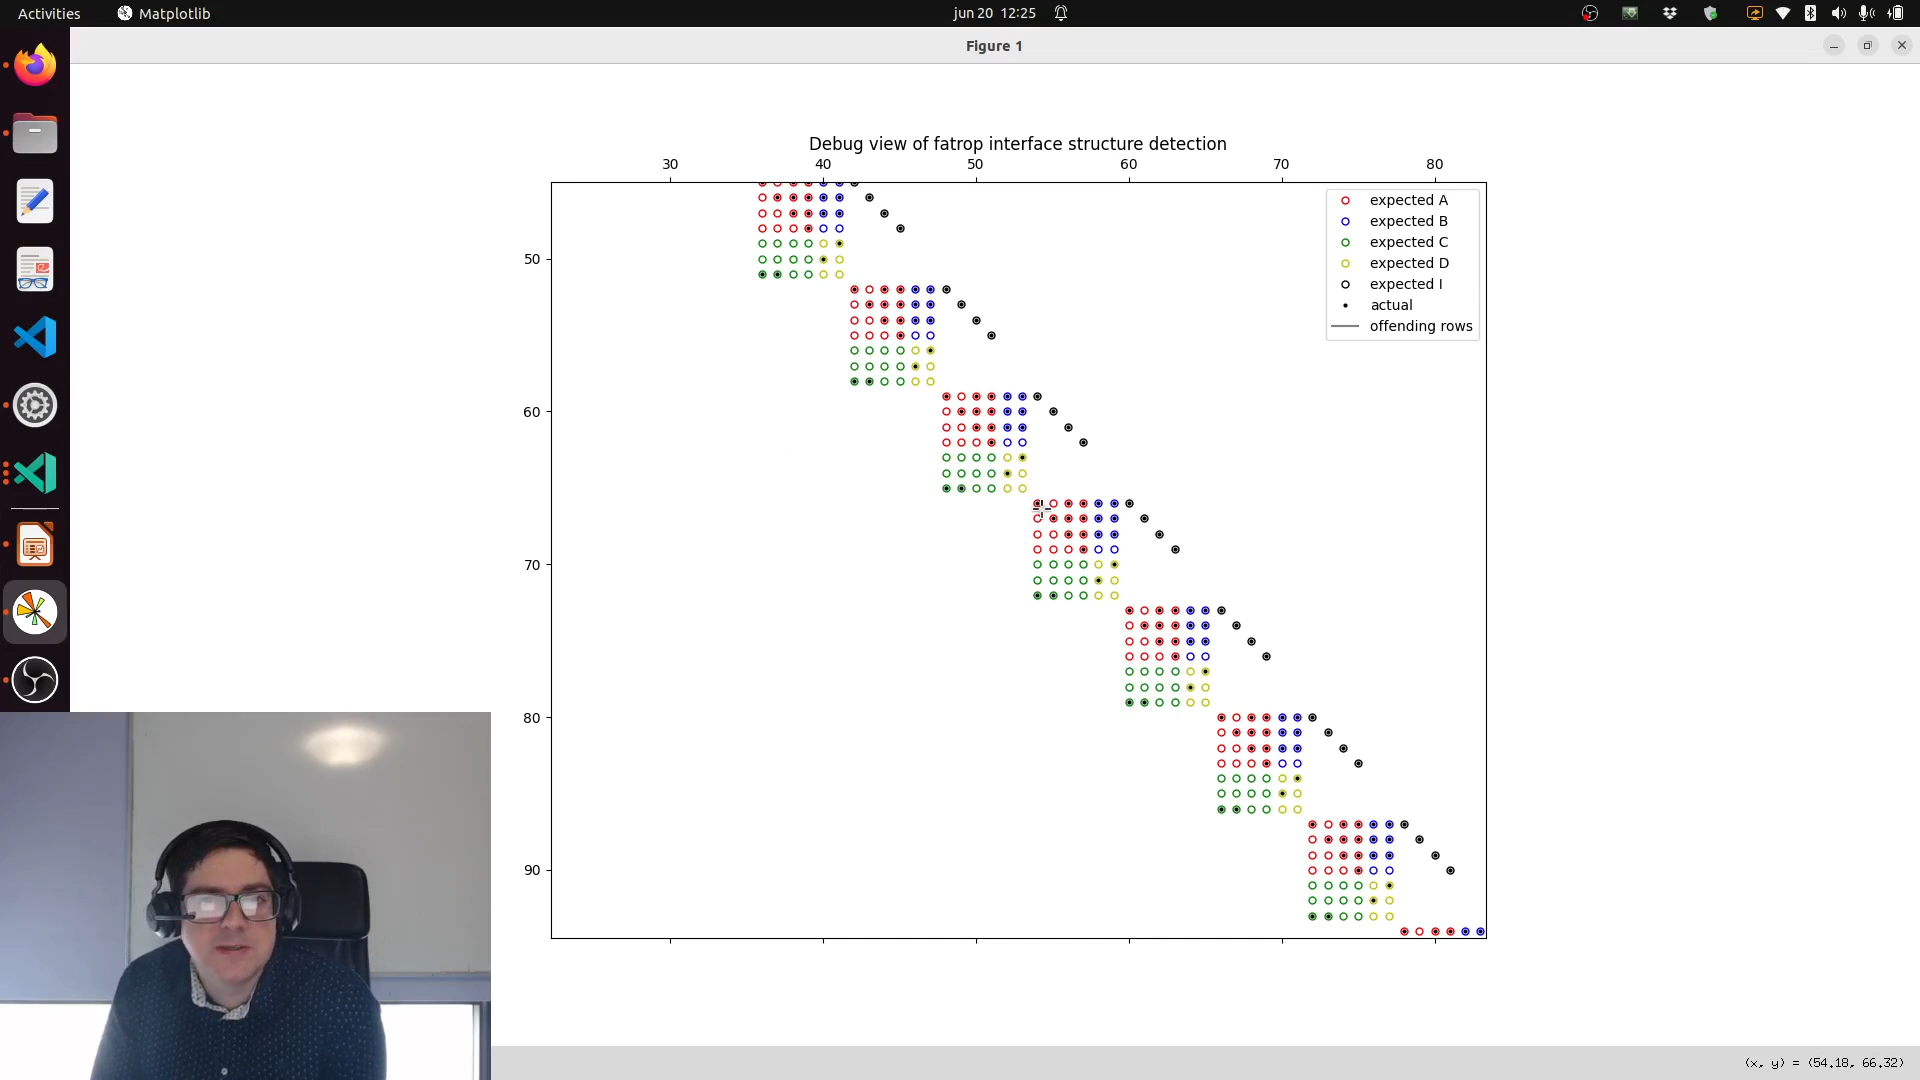 Activities
Matplotlib
jun 20 12:25
Figure 1
Debug view of fatrop interface structure detection
30 40 50 60 70 80
50
60
70
80
90
expected A
expected B
expected C
expected D
expected I
actual
offending rows
(x, y) = (54.18, 66.32)